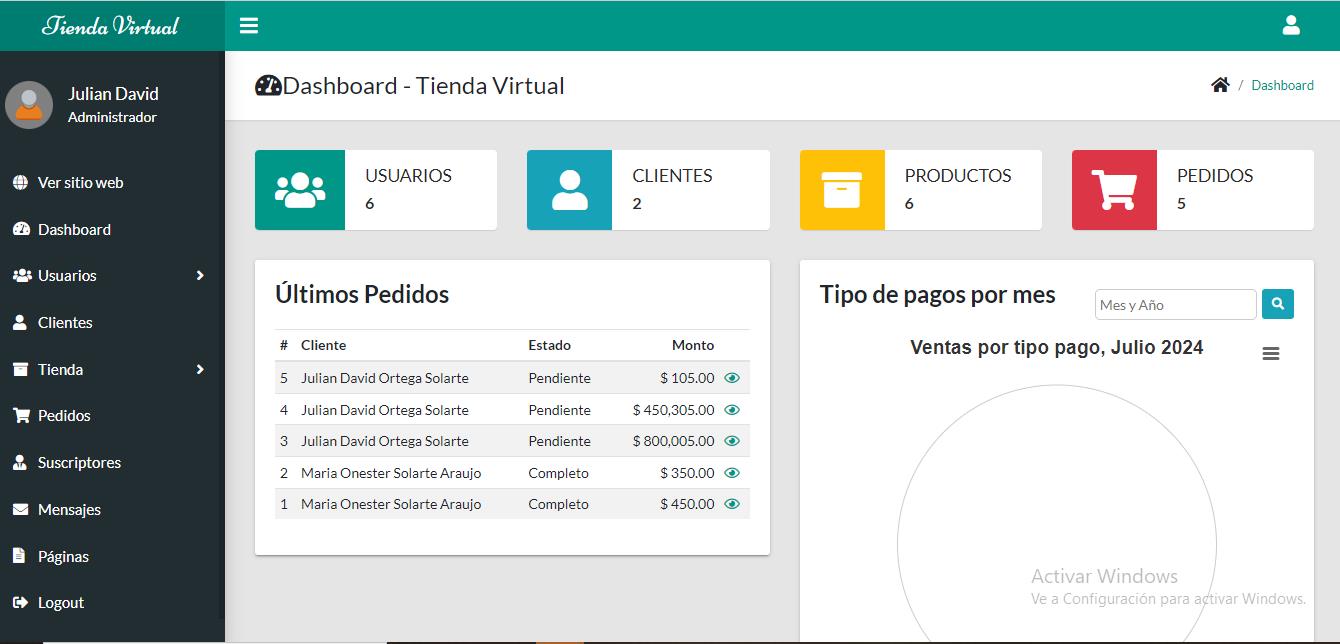 Tienda Virtual
Julian David
Administrador
Ver sitio web
Dashboard
Usuarios
Clientes
Tienda
Pedidos
Suscriptores
Mensajes
Páginas
Logout
Dashboard - Tienda Virtual
/ Dashboard
USUARIOS
6
CLIENTES
2
PRODUCTOS
6
PEDIDOS
5
Últimos Pedidos
# Cliente Estado Monto
5 Julian David Ortega Solarte Pendiente $ 105.00
4 Julian David Ortega Solarte Pendiente $ 450,305.00
3 Julian David Ortega Solarte Pendiente $ 800,005.00
2 Maria Onester Solarte Araujo Completo $ 350.00
1 Maria Onester Solarte Araujo Completo $ 450.00
Tipo de pagos por mes
Mes y Año
Ventas por tipo pago, Julio 2024
Activar Windows
Ve a Configuración para activar Windows.